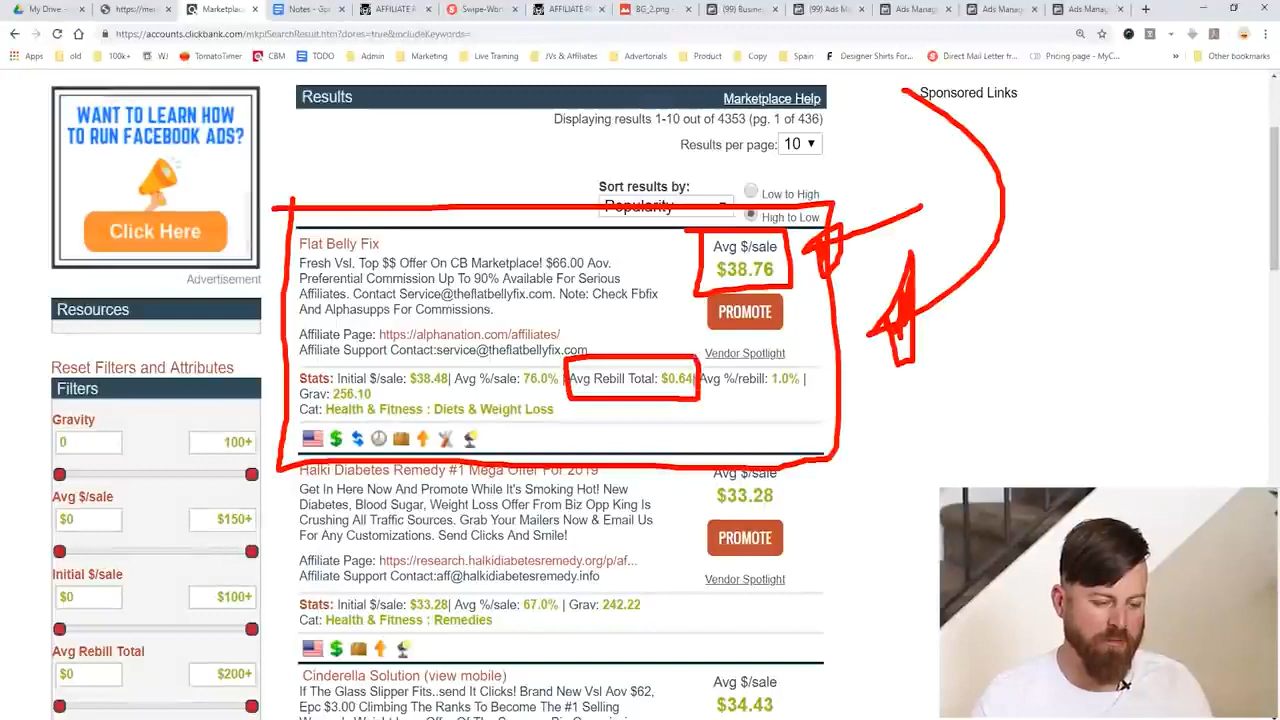 My Drive -
https://mem
Marketplac
Notes - Go
AFFILIATE R
Swipe-Wor
AFFILIATE R
BG_2.png -
(99) Busine
(99) Ads M
Ads Manag
Ads Manag
Ads Manag
https://accounts.clickbank.com/mkplSearchResult.htm?dores=true&includeKeywords=
Apps
old
100k+
WJ
TomatoTimer
CBM
TODO
Admin
Marketing
Live Training
JVs & Affiliates
Advertorials
Product
Copy
Spain
Designer Shirts For...
Direct Mail Letter fr...
Pricing page - MyC...
»
Other bookmarks
WANT TO LEARN HOW
TO RUN FACEBOOK ADS?
Click Here
Advertisement
Resources
Reset Filters and Attributes
Filters
Gravity
0
100+
Avg $/sale
$0
$150+
Initial $/sale
$0
$100+
Avg Rebill Total
$0
$200+
Results
Marketplace Help
Displaying results 1-10 out of 4353 (pg. 1 of 436)
Results per page: 10
Sort results by:
Popularity
Low to High
High to Low
Flat Belly Fix
Fresh Vsl. Top $$ Offer On CB Marketplace! $66.00 Aov.
Preferential Commission Up To 90% Available For Serious
Affiliates. Contact Service@theflatbellyfix.com. Note: Check Fbfix
And Alphasupps For Commissions.
Affiliate Page: https://alphanation.com/affiliates/
Affiliate Support Contact:service@theflatbellyfix.com
Avg $/sale
$38.76
PROMOTE
Vendor Spotlight
Stats: Initial $/sale: $38.48| Avg %/sale: 76.0% | Avg Rebill Total: $0.64| Avg %/rebill: 1.0% |
Grav: 256.10
Cat: Health & Fitness : Diets & Weight Loss
Halki Diabetes Remedy #1 Mega Offer For 2019
Get In Here Now And Promote While It's Smoking Hot! New
Diabetes, Blood Sugar, Weight Loss Offer From Biz Opp King Is
Crushing All Traffic Sources. Grab Your Mailers Now & Email Us
For Any Customizations. Send Clicks And Smile!
Affiliate Page: https://research.halkidiabetesremedy.org/p/af...
Affiliate Support Contact:aff@halkidiabetesremedy.info
Avg $/sale
$33.28
PROMOTE
Vendor Spotlight
Stats: Initial $/sale: $33.28| Avg %/sale: 67.0% | Grav: 242.22
Cat: Health & Fitness : Remedies
Cinderella Solution (view mobile)
If The Glass Slipper Fits..send It Clicks! Brand New Vsl Aov $62,
Epc $3.00 Climbing The Ranks To Become The #1 Selling
Avg $/sale
$34.43
Sponsored Links